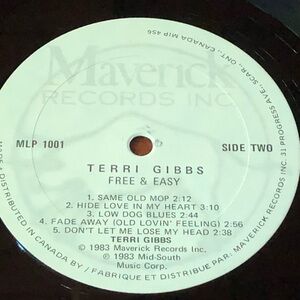 Maverick
RECORDS INC.
MLP 1001
SIDE TWO
TERRI GIBBS
FREE & EASY
1. SAME OLD MOP 2:12
2. HIDE LOVE IN MY HEART 3:10
3. LOW DOG BLUES 2:44
4. FADE AWAY (OLD LOVIN' FEELING) 2:56
5. DON'T LET ME LOSE MY HEAD 2:38
TERRI GIBBS
© 1983 Maverick Records Inc.
℗ 1983 Mid-South
Music Corp.
MADE & DISTRIBUTED IN CANADA BY / FABRIQUE ET DISTRIBUE PAR: MAVERICK RECORDS INC. 31 PROGRESS AVE., SCAR., ONT., CANADA M1P 4S6